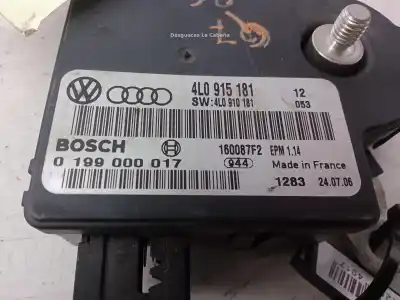 Desguaces La Cabaña
4L0 915 181 12
SW:4L0 910 181 053
BOSCH 160087F2 EPM 1.14
0 199 000 017 944 Made in France
1283 24.07.06